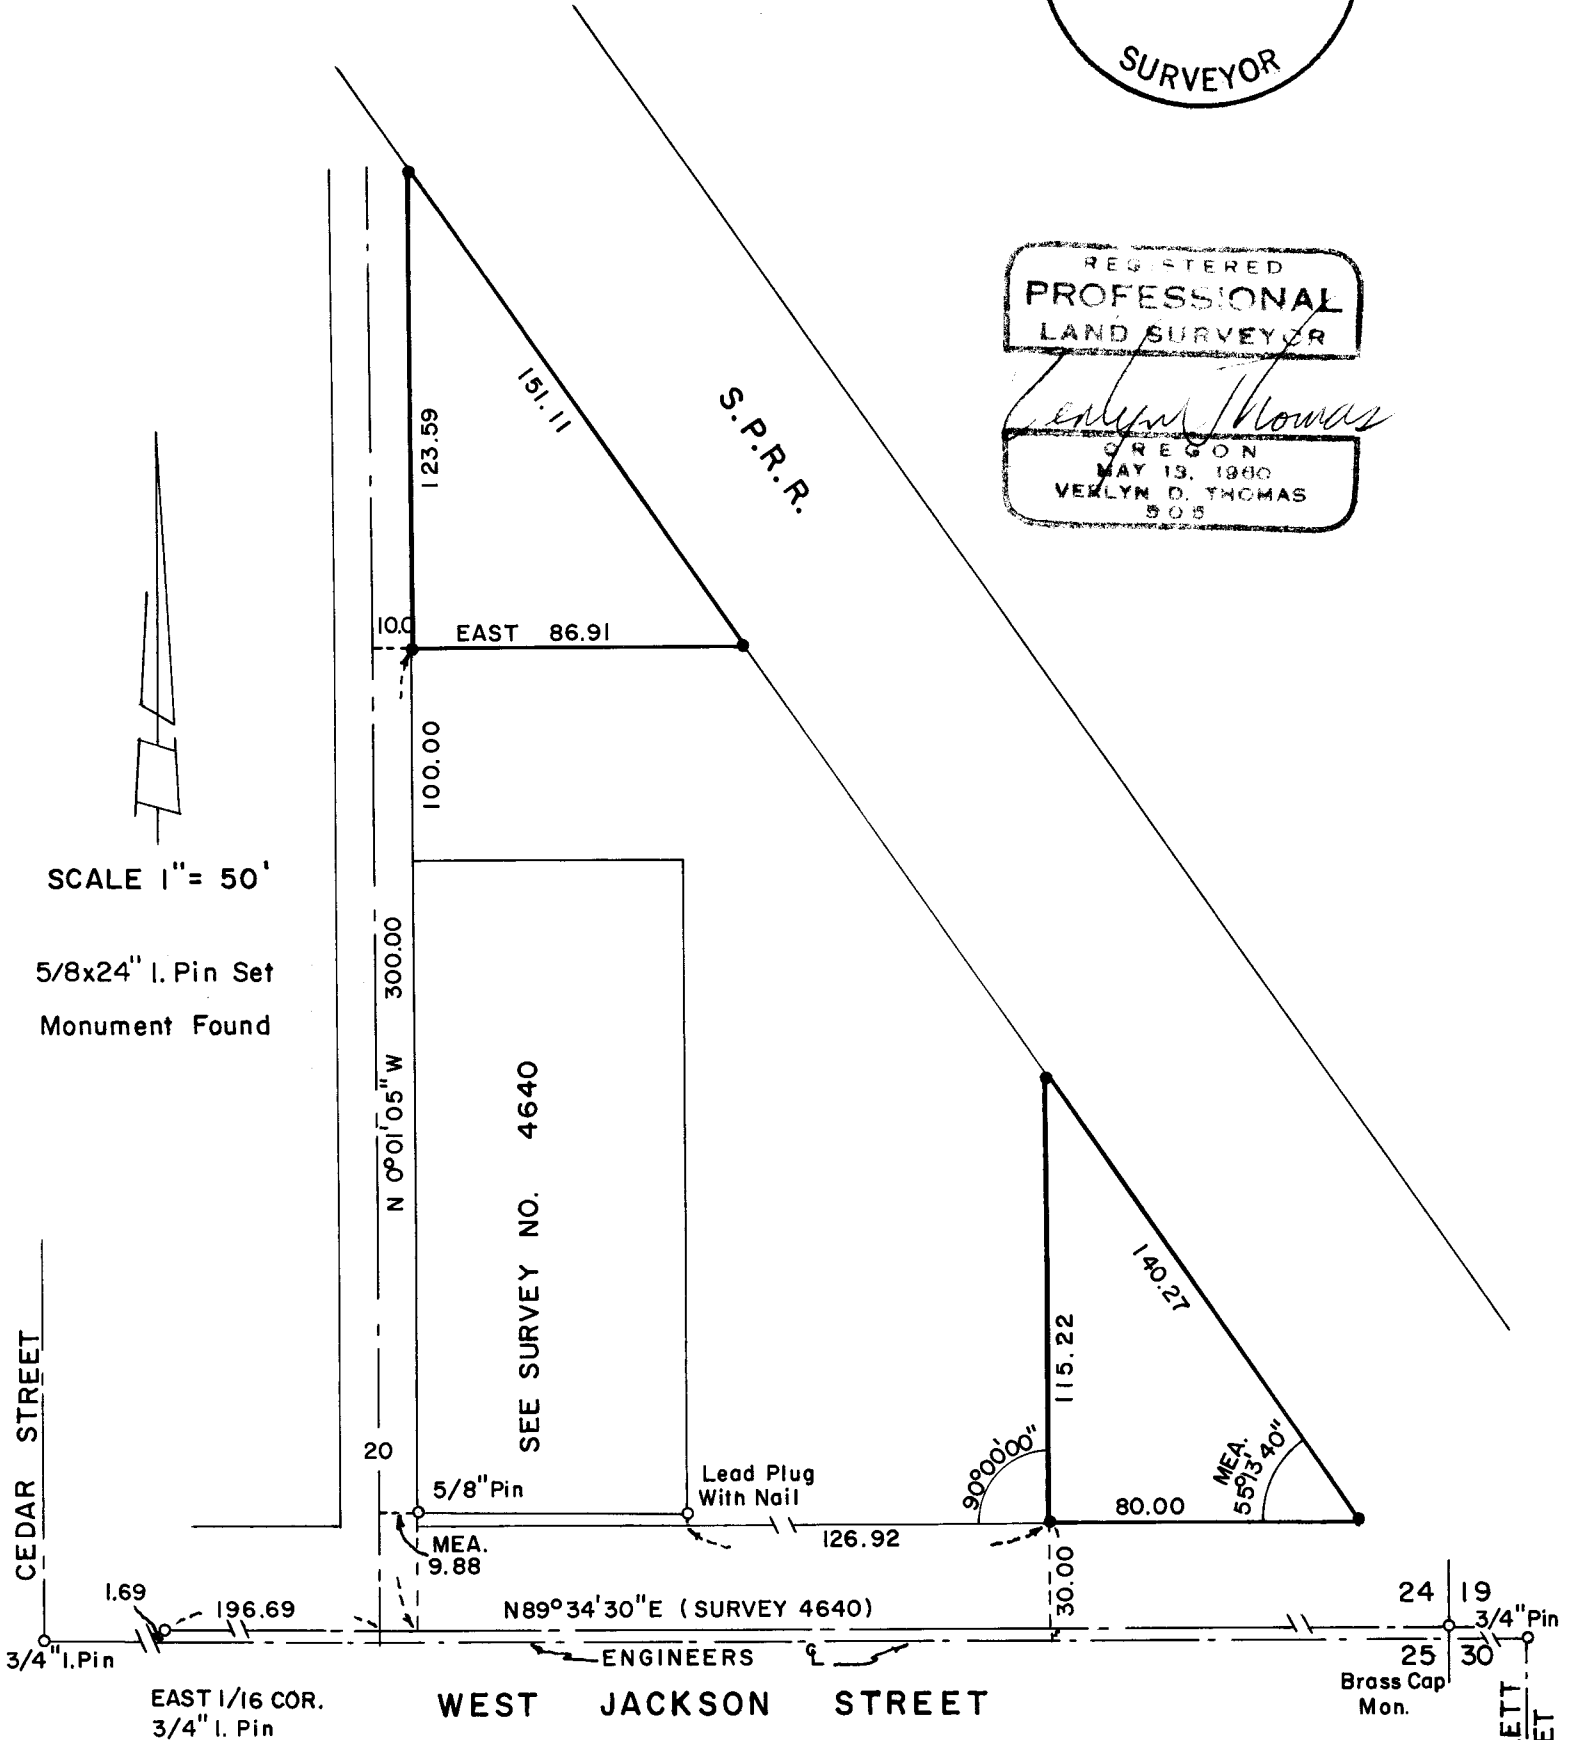 SURVEYOR
REGISTERED
PROFESSIONAL
LAND SURVEYOR
OREGON
MAY 13, 1960
VERLYN D. THOMAS
505
151.11
S.P.R.R.
123.59
10.0
EAST 86.91
100.00
SCALE 1"= 50'
5/8x24" I. Pin Set
Monument Found
N 0°01'05" W 300.00
SEE SURVEY NO. 4640
140.27
115.22
CEDAR STREET
20
5/8" Pin
Lead Plug
With Nail
90°00'00"
MEA.
55°13'40"
80.00
126.92
MEA.
9.88
30.00
1.69
196.69
N89°34'30"E (SURVEY 4640)
24 19
3/4" Pin
3/4" I.Pin
ENGINEERS ℄
25 30
Brass Cap
Mon.
EAST 1/16 COR.
3/4" I. Pin
WEST JACKSON STREET
ETT
ET